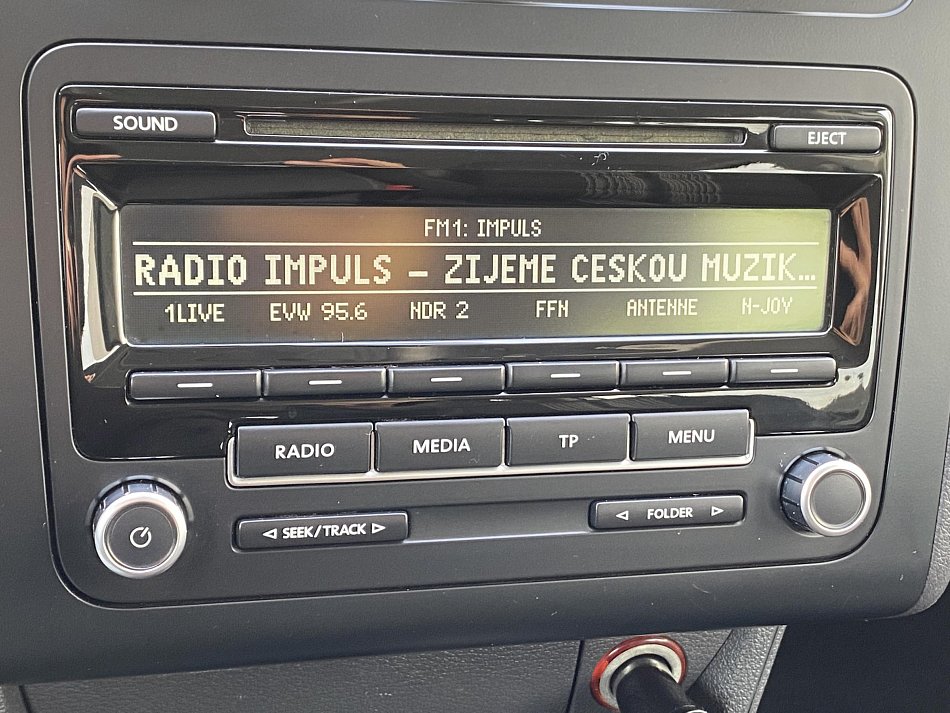 SOUND
EJECT
FM1: IMPULS
RADIO IMPULS – ZIJEME CESKOU MUZIK...
1LIVE EVW 95.6 NDR 2 FFN ANTENNE N-JOY
RADIO MEDIA TP MENU
◁ SEEK/TRACK ▷
◁ FOLDER ▷